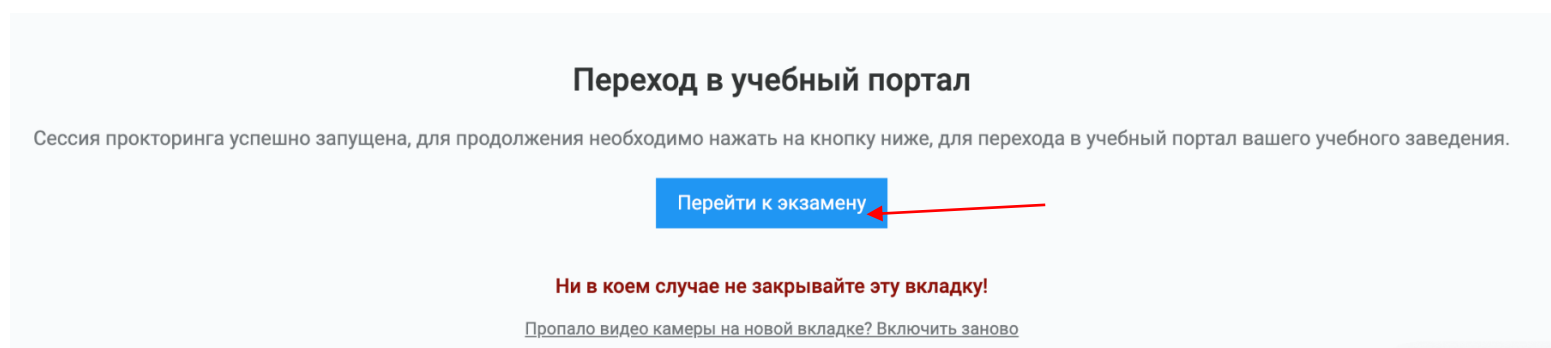 Переход в учебный портал
Сессия прокторинга успешно запущена, для продолжения необходимо нажать на кнопку ниже, для перехода в учебный портал вашего учебного заведения.
Перейти к экзамену
Ни в коем случае не закрывайте эту вкладку!
Пропало видео камеры на новой вкладке? Включить заново